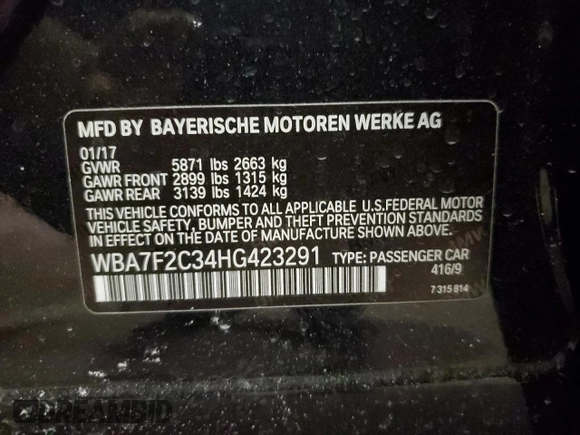 MFD BY BAYERISCHE MOTOREN WERKE AG
01/17
GVWR 5871 lbs 2663 kg
GAWR FRONT 2899 lbs 1315 kg
GAWR REAR 3139 lbs 1424 kg
THIS VEHICLE CONFORMS TO ALL APPLICABLE U.S.FEDERAL MOTOR
VEHICLE SAFETY, BUMPER AND THEFT PREVENTION STANDARDS
IN EFFECT ON THE DATE OF MANUFACTURE SHOWN ABOVE.
WBA7F2C34HG423291 TYPE: PASSENGER CAR
416/9
7 315 814
DREAMBID